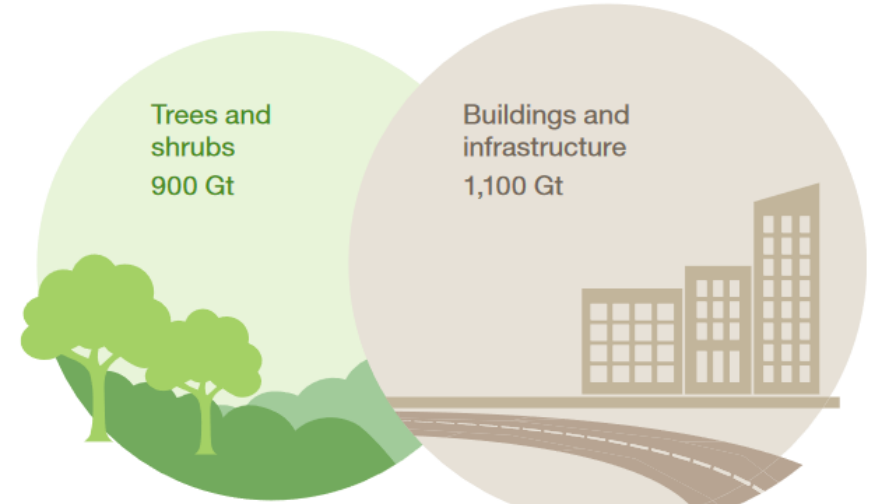 Trees and
shrubs
900 Gt
Buildings and
infrastructure
1,100 Gt